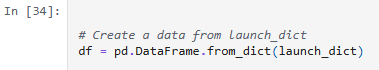 In [34]:
# Create a data from launch_dict
df = pd.DataFrame.from_dict(launch_dict)